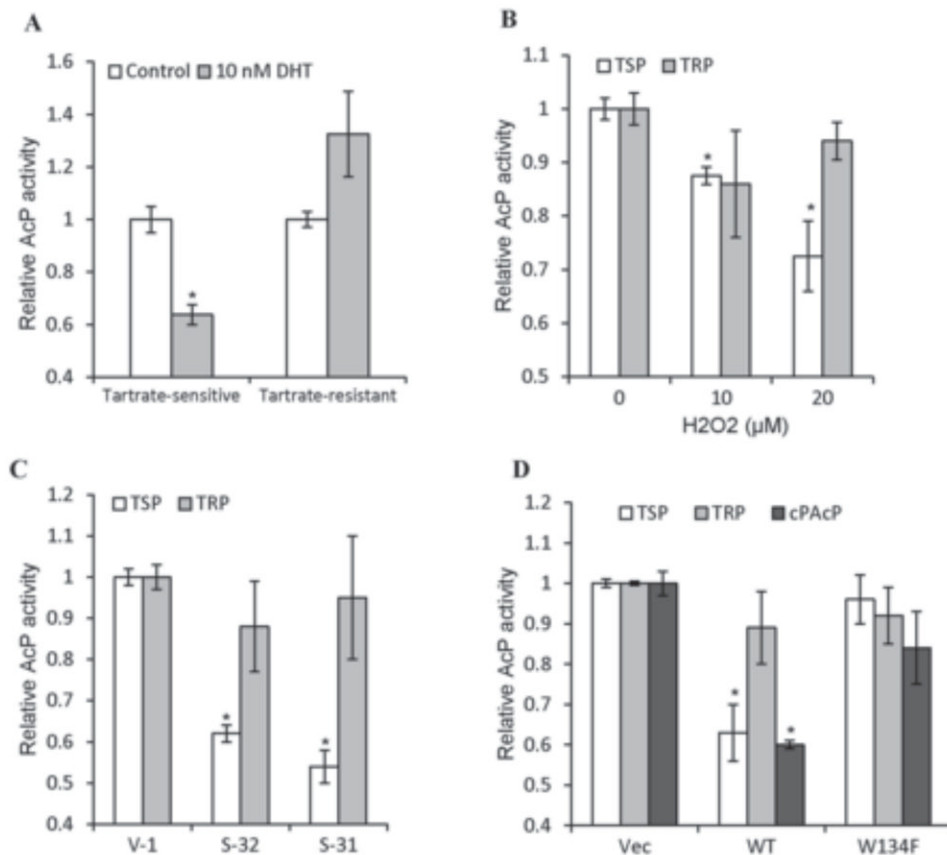 A
Control 10 nM DHT
Relative AcP activity
1.6
1.4
1.2
1
0.8
0.6
0.4
*
Tartrate-sensitive Tartrate-resistant
B
TSP TRP
Relative AcP activity
1.1
1
0.9
0.8
0.7
0.6
0.5
*
*
0 10 20
H2O2 (µM)
C
TSP TRP
Relative AcP activity
1.2
1.1
1
0.9
0.8
0.7
0.6
0.5
0.4
*
*
V-1 S-32 S-31
D
TSP TRP cPAcP
Relative AcP activity
1.2
1.1
1
0.9
0.8
0.7
0.6
0.5
0.4
*
*
Vec WT W134F